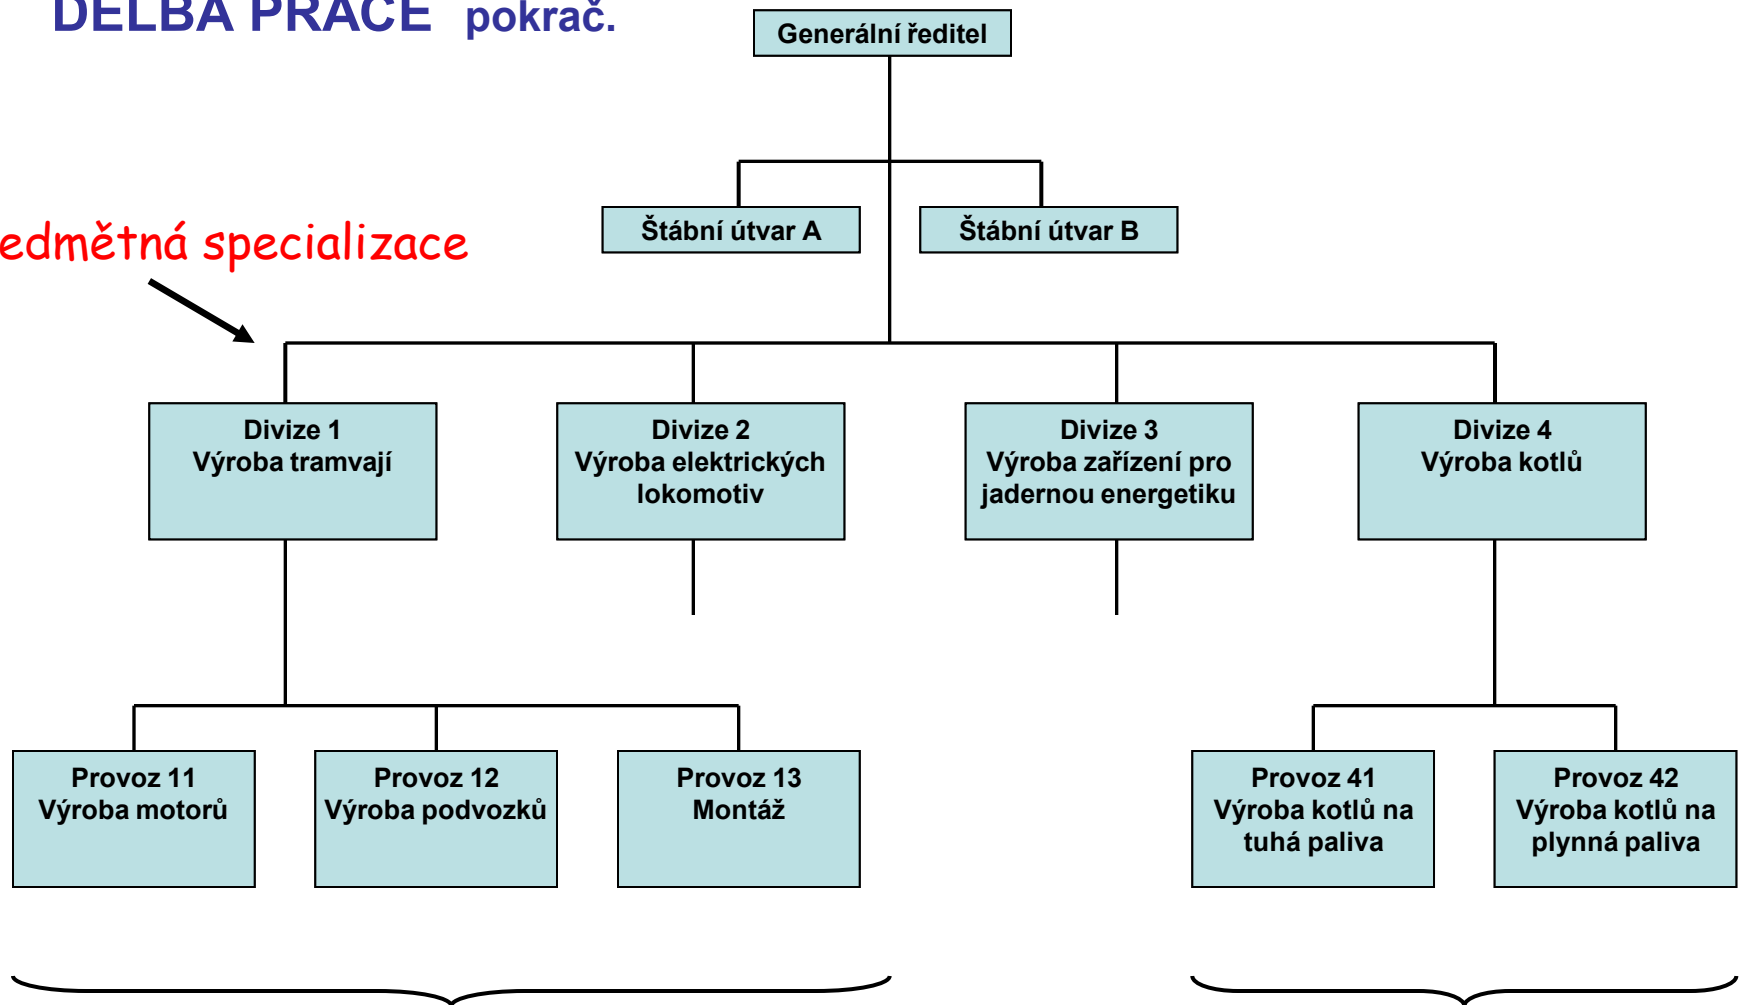 DĚLBA PRÁCE pokrač.
Generální ředitel
Štábní útvar A
Štábní útvar B
edmětná specializace
Divize 1
Výroba tramvají
Divize 2
Výroba elektrických
lokomotiv
Divize 3
Výroba zařízení pro
jadernou energetiku
Divize 4
Výroba kotlů
Provoz 11
Výroba motorů
Provoz 12
Výroba podvozků
Provoz 13
Montáž
Provoz 41
Výroba kotlů na
tuhá paliva
Provoz 42
Výroba kotlů na
plynná paliva